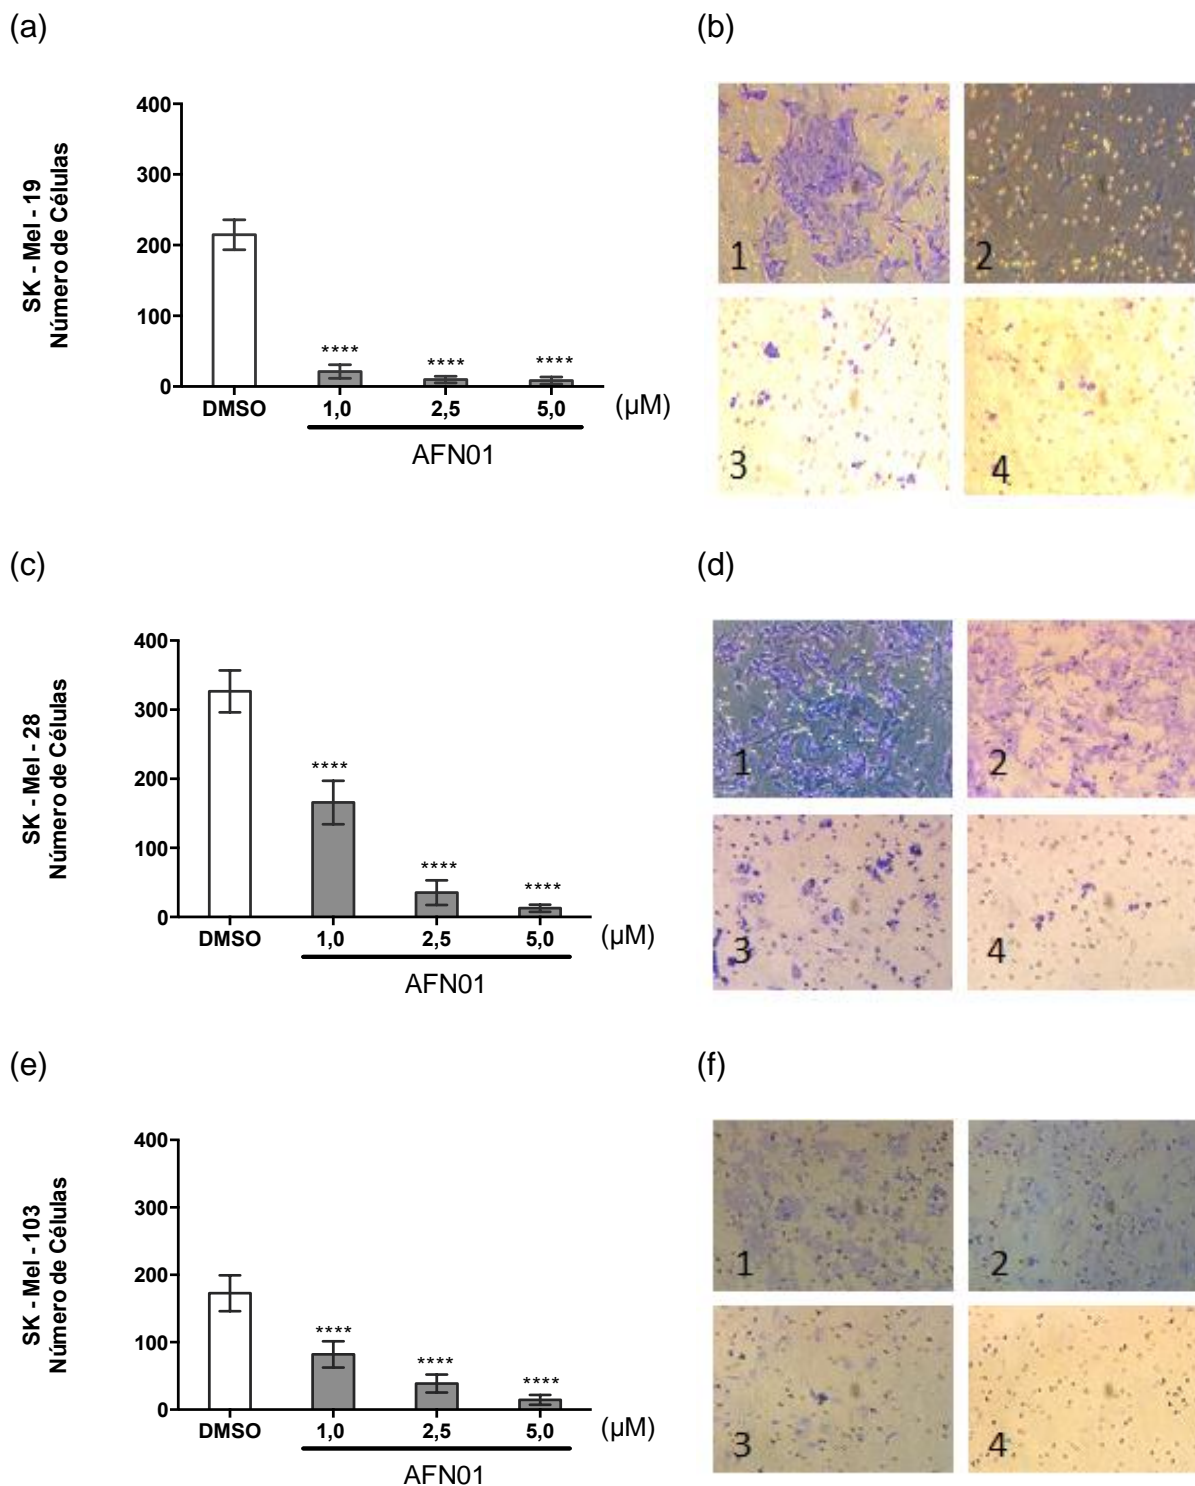 (a)
(b)
SK - Mel - 19
Número de Células
400
300
200
100
0
****
****
****
DMSO
1,0
2,5
5,0
(µM)
AFN01
1
2
3
4
(c)
(d)
SK - Mel - 28
Número de Células
400
300
200
100
0
****
****
****
DMSO
1,0
2,5
5,0
(µM)
AFN01
1
2
3
4
(e)
(f)
SK - Mel - 103
Número de Células
400
300
200
100
0
****
****
****
DMSO
1,0
2,5
5,0
(µM)
AFN01
1
2
3
4